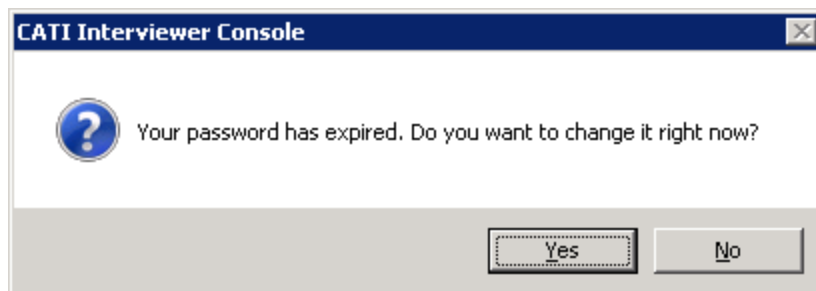 CATI Interviewer Console
Your password has expired. Do you want to change it right now?
Yes
No